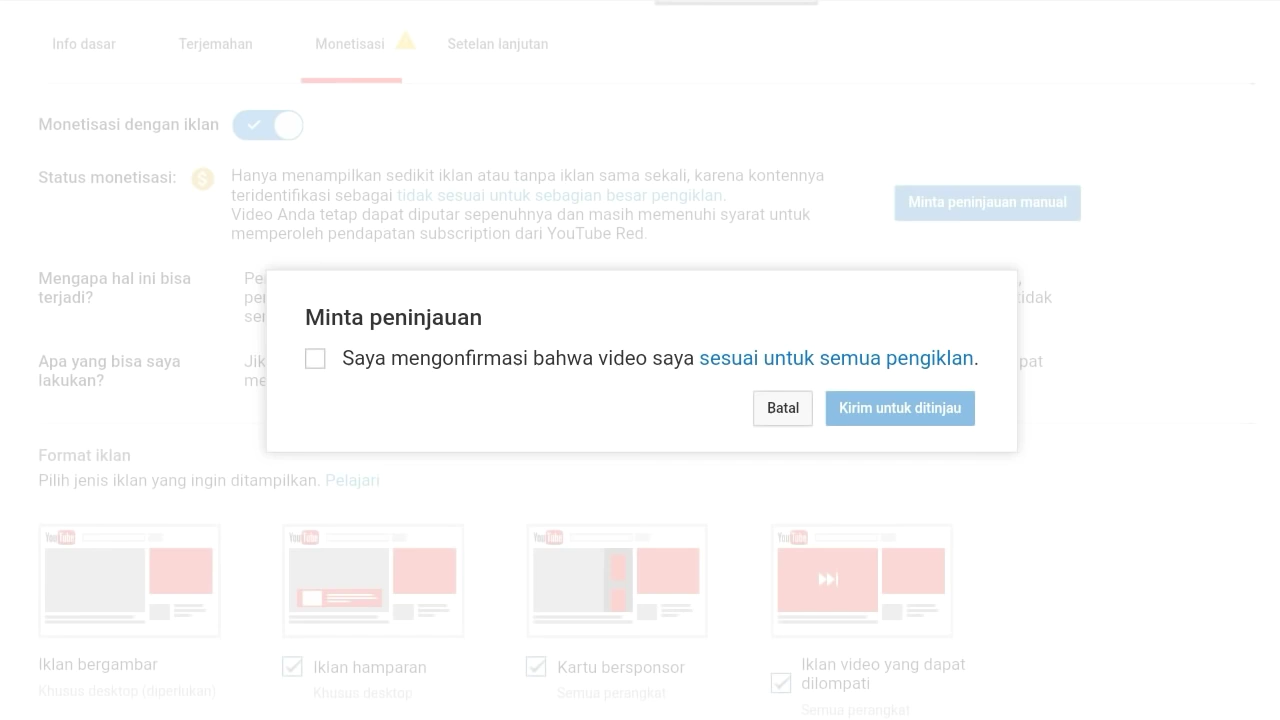 Info dasar Terjemahan Monetisasi Setelan lanjutan
Monetisasi dengan iklan
Status monetisasi: $ Hanya menampilkan sedikit iklan atau tanpa iklan sama sekali, karena kontennya
teridentifikasi sebagai tidak sesuai untuk sebagian besar pengiklan.
Video Anda tetap dapat diputar sepenuhnya dan masih memenuhi syarat untuk
memperoleh pendapatan subscription dari YouTube Red.
Minta peninjauan manual
Mengapa hal ini bisa
terjadi?
Apa yang bisa saya
lakukan?
Minta peninjauan
Saya mengonfirmasi bahwa video saya sesuai untuk semua pengiklan.
Batal Kirim untuk ditinjau
Format iklan
Pilih jenis iklan yang ingin ditampilkan. Pelajari
YouTube YouTube YouTube YouTube
Iklan bergambar
Khusus desktop (diperlukan)
Iklan hamparan
Khusus desktop
Kartu bersponsor
Semua perangkat
Iklan video yang dapat
dilompati
Semua perangkat